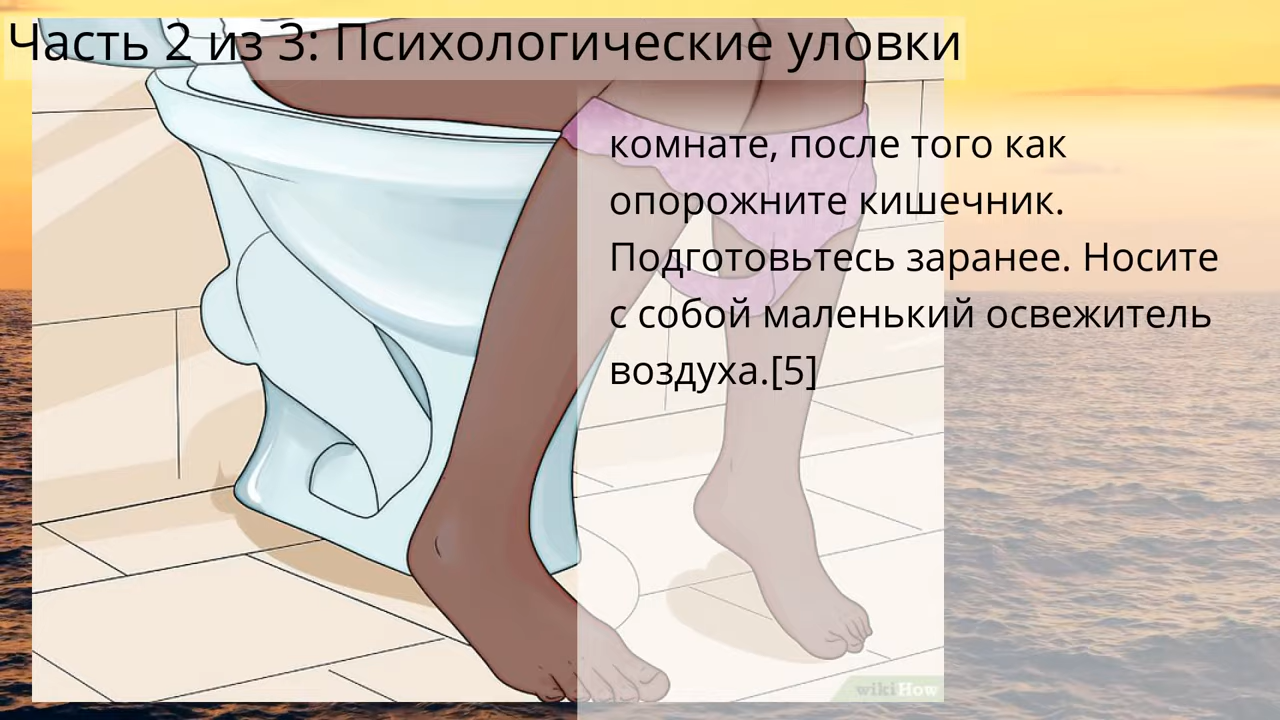 Часть 2 из 3: Психологические уловки
комнате, после того как
опорожните кишечник.
Подготовьтесь заранее. Носите
с собой маленький освежитель
воздуха.[5]
wikiHow